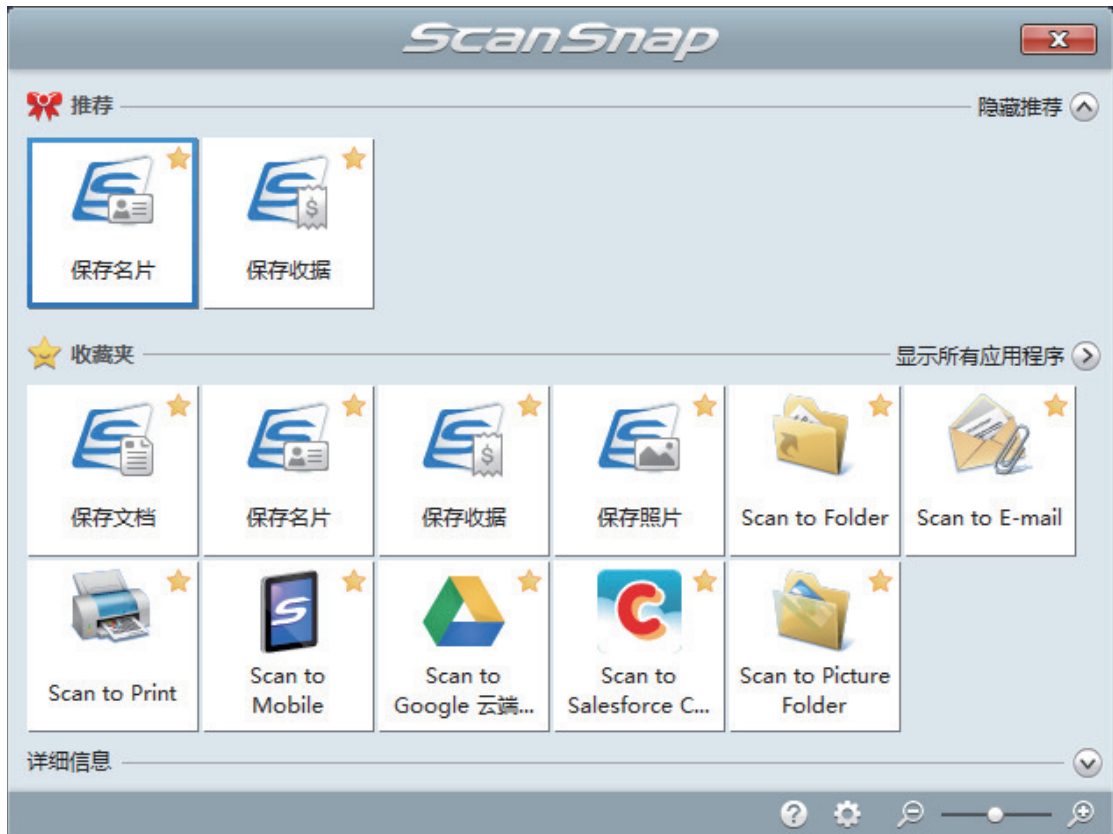 ScanSnap
推荐
隐藏推荐
保存名片
保存收据
收藏夹
显示所有应用程序
保存文档
保存名片
保存收据
保存照片
Scan to Folder
Scan to E-mail
Scan to Print
Scan to
Mobile
Scan to
Google 云端...
Scan to
Salesforce C...
Scan to Picture
Folder
详细信息